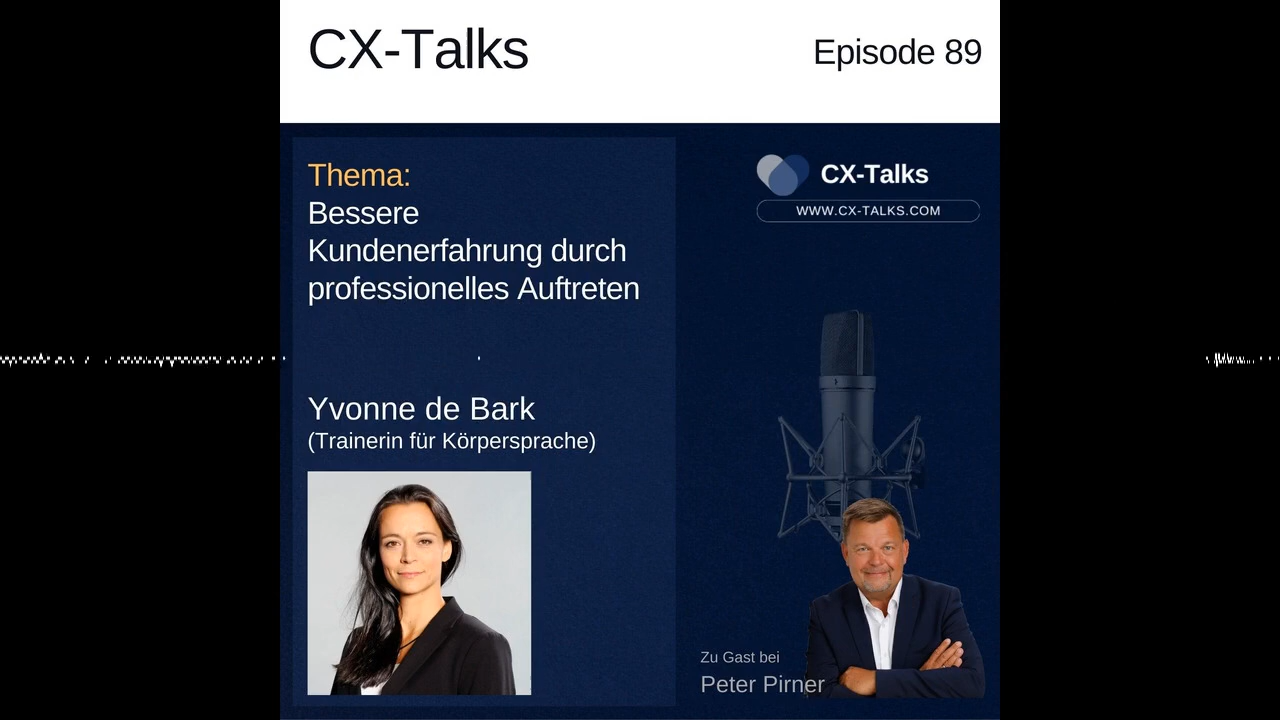 CX-Talks
Episode 89
Thema:
Bessere
Kundenerfahrung durch
professionelles Auftreten
CX-Talks
WWW.CX-TALKS.COM
Yvonne de Bark
(Trainerin für Körpersprache)
Zu Gast bei
Peter Pirner